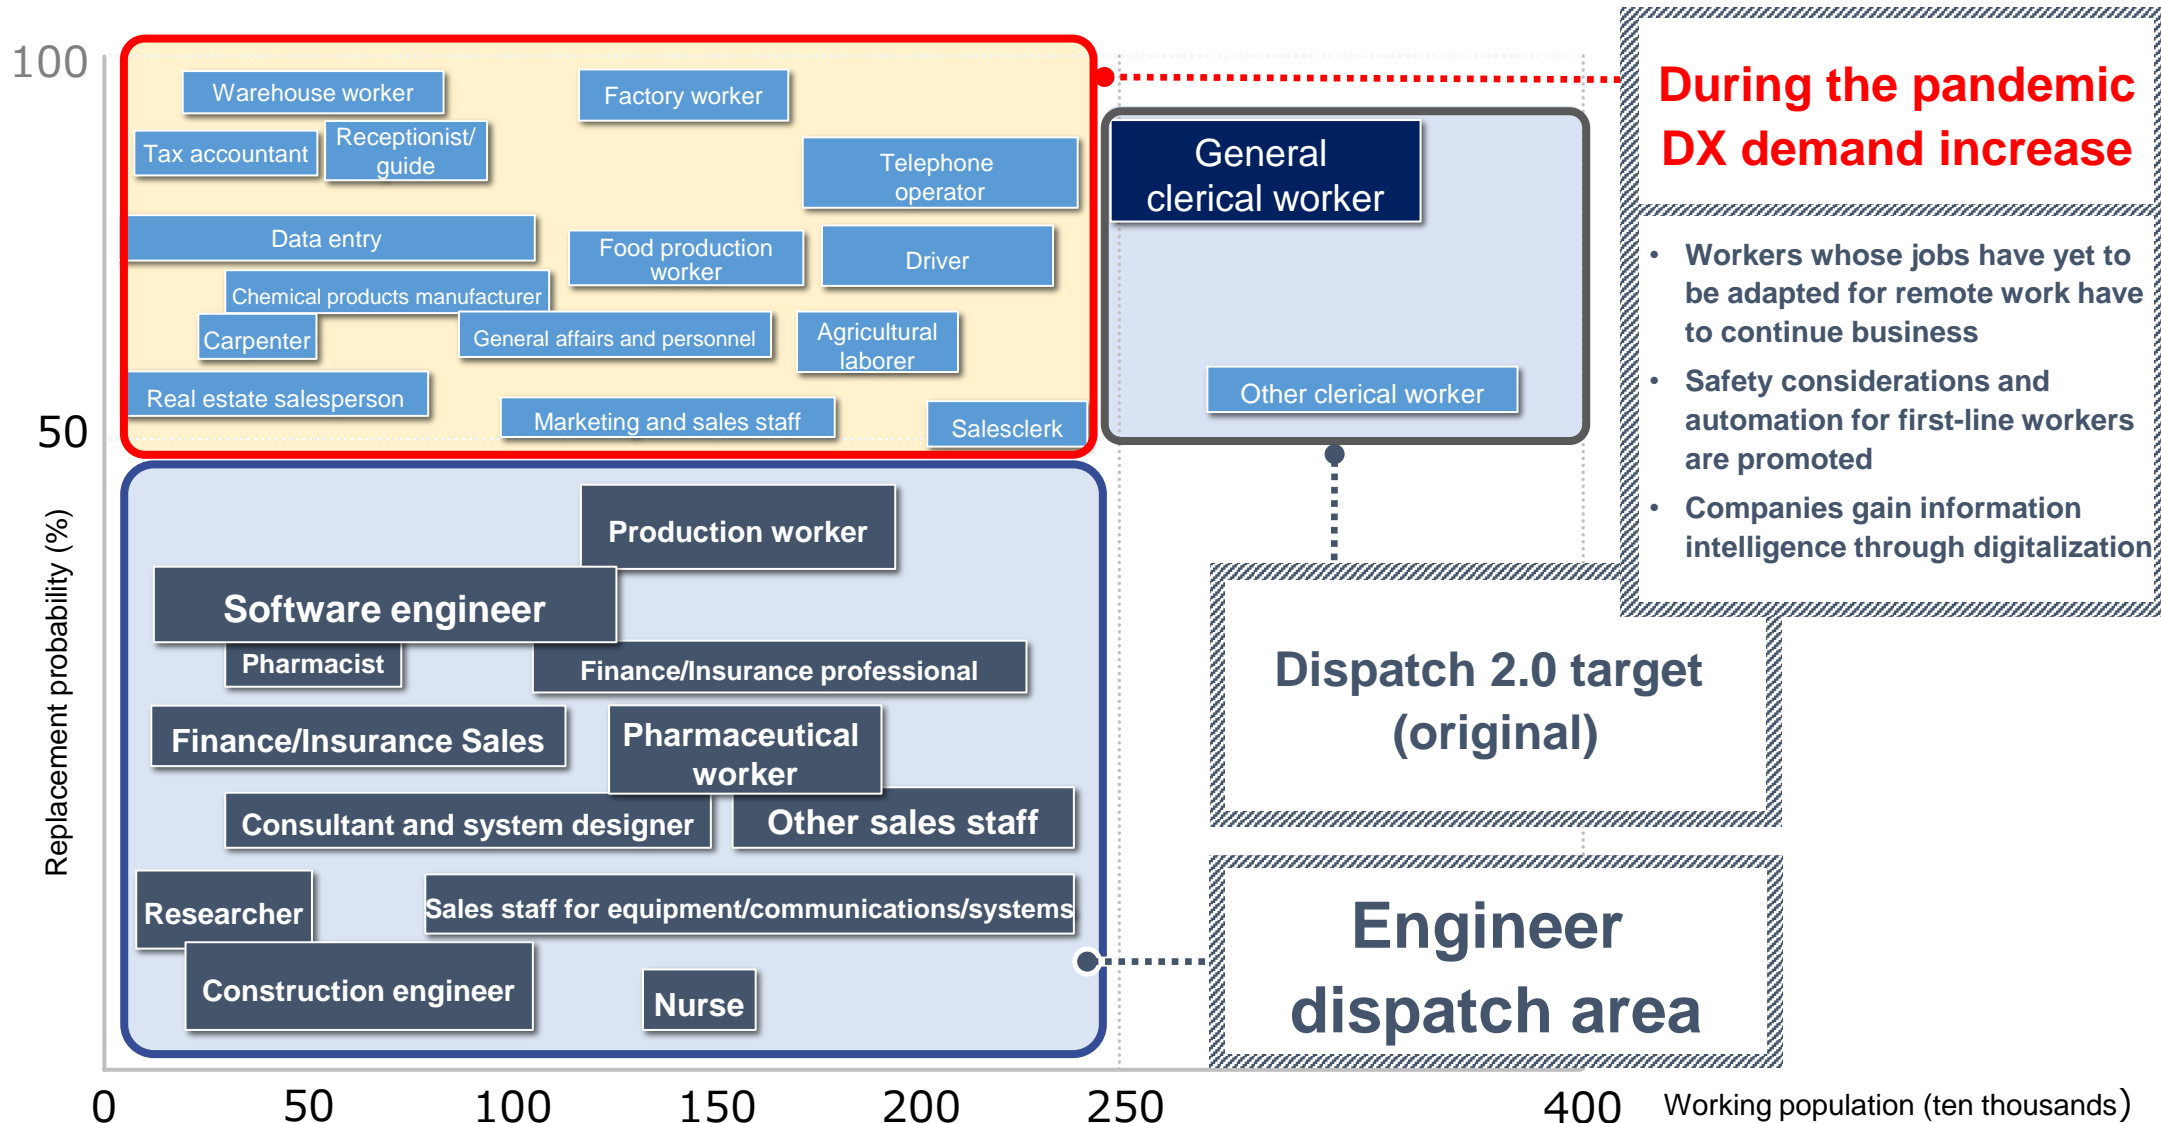 100
50
Replacement probability (%)
Warehouse worker
Factory worker
Tax accountant
Receptionist/
guide
Telephone
operator
Data entry
Food production
worker
Driver
Chemical products manufacturer
Carpenter
General affairs and personnel
Agricultural
laborer
Real estate salesperson
Marketing and sales staff
Salesclerk
General
clerical worker
Other clerical worker
During the pandemic
DX demand increase
• Workers whose jobs have yet to
be adapted for remote work have
to continue business
• Safety considerations and
automation for first-line workers
are promoted
• Companies gain information
intelligence through digitalization
Production worker
Software engineer
Pharmacist
Finance/Insurance professional
Finance/Insurance Sales
Pharmaceutical
worker
Consultant and system designer
Other sales staff
Researcher
Sales staff for equipment/communications/systems
Construction engineer
Nurse
Dispatch 2.0 target
(original)
Engineer
dispatch area
0
50
100
150
200
250
400
Working population (ten thousands)